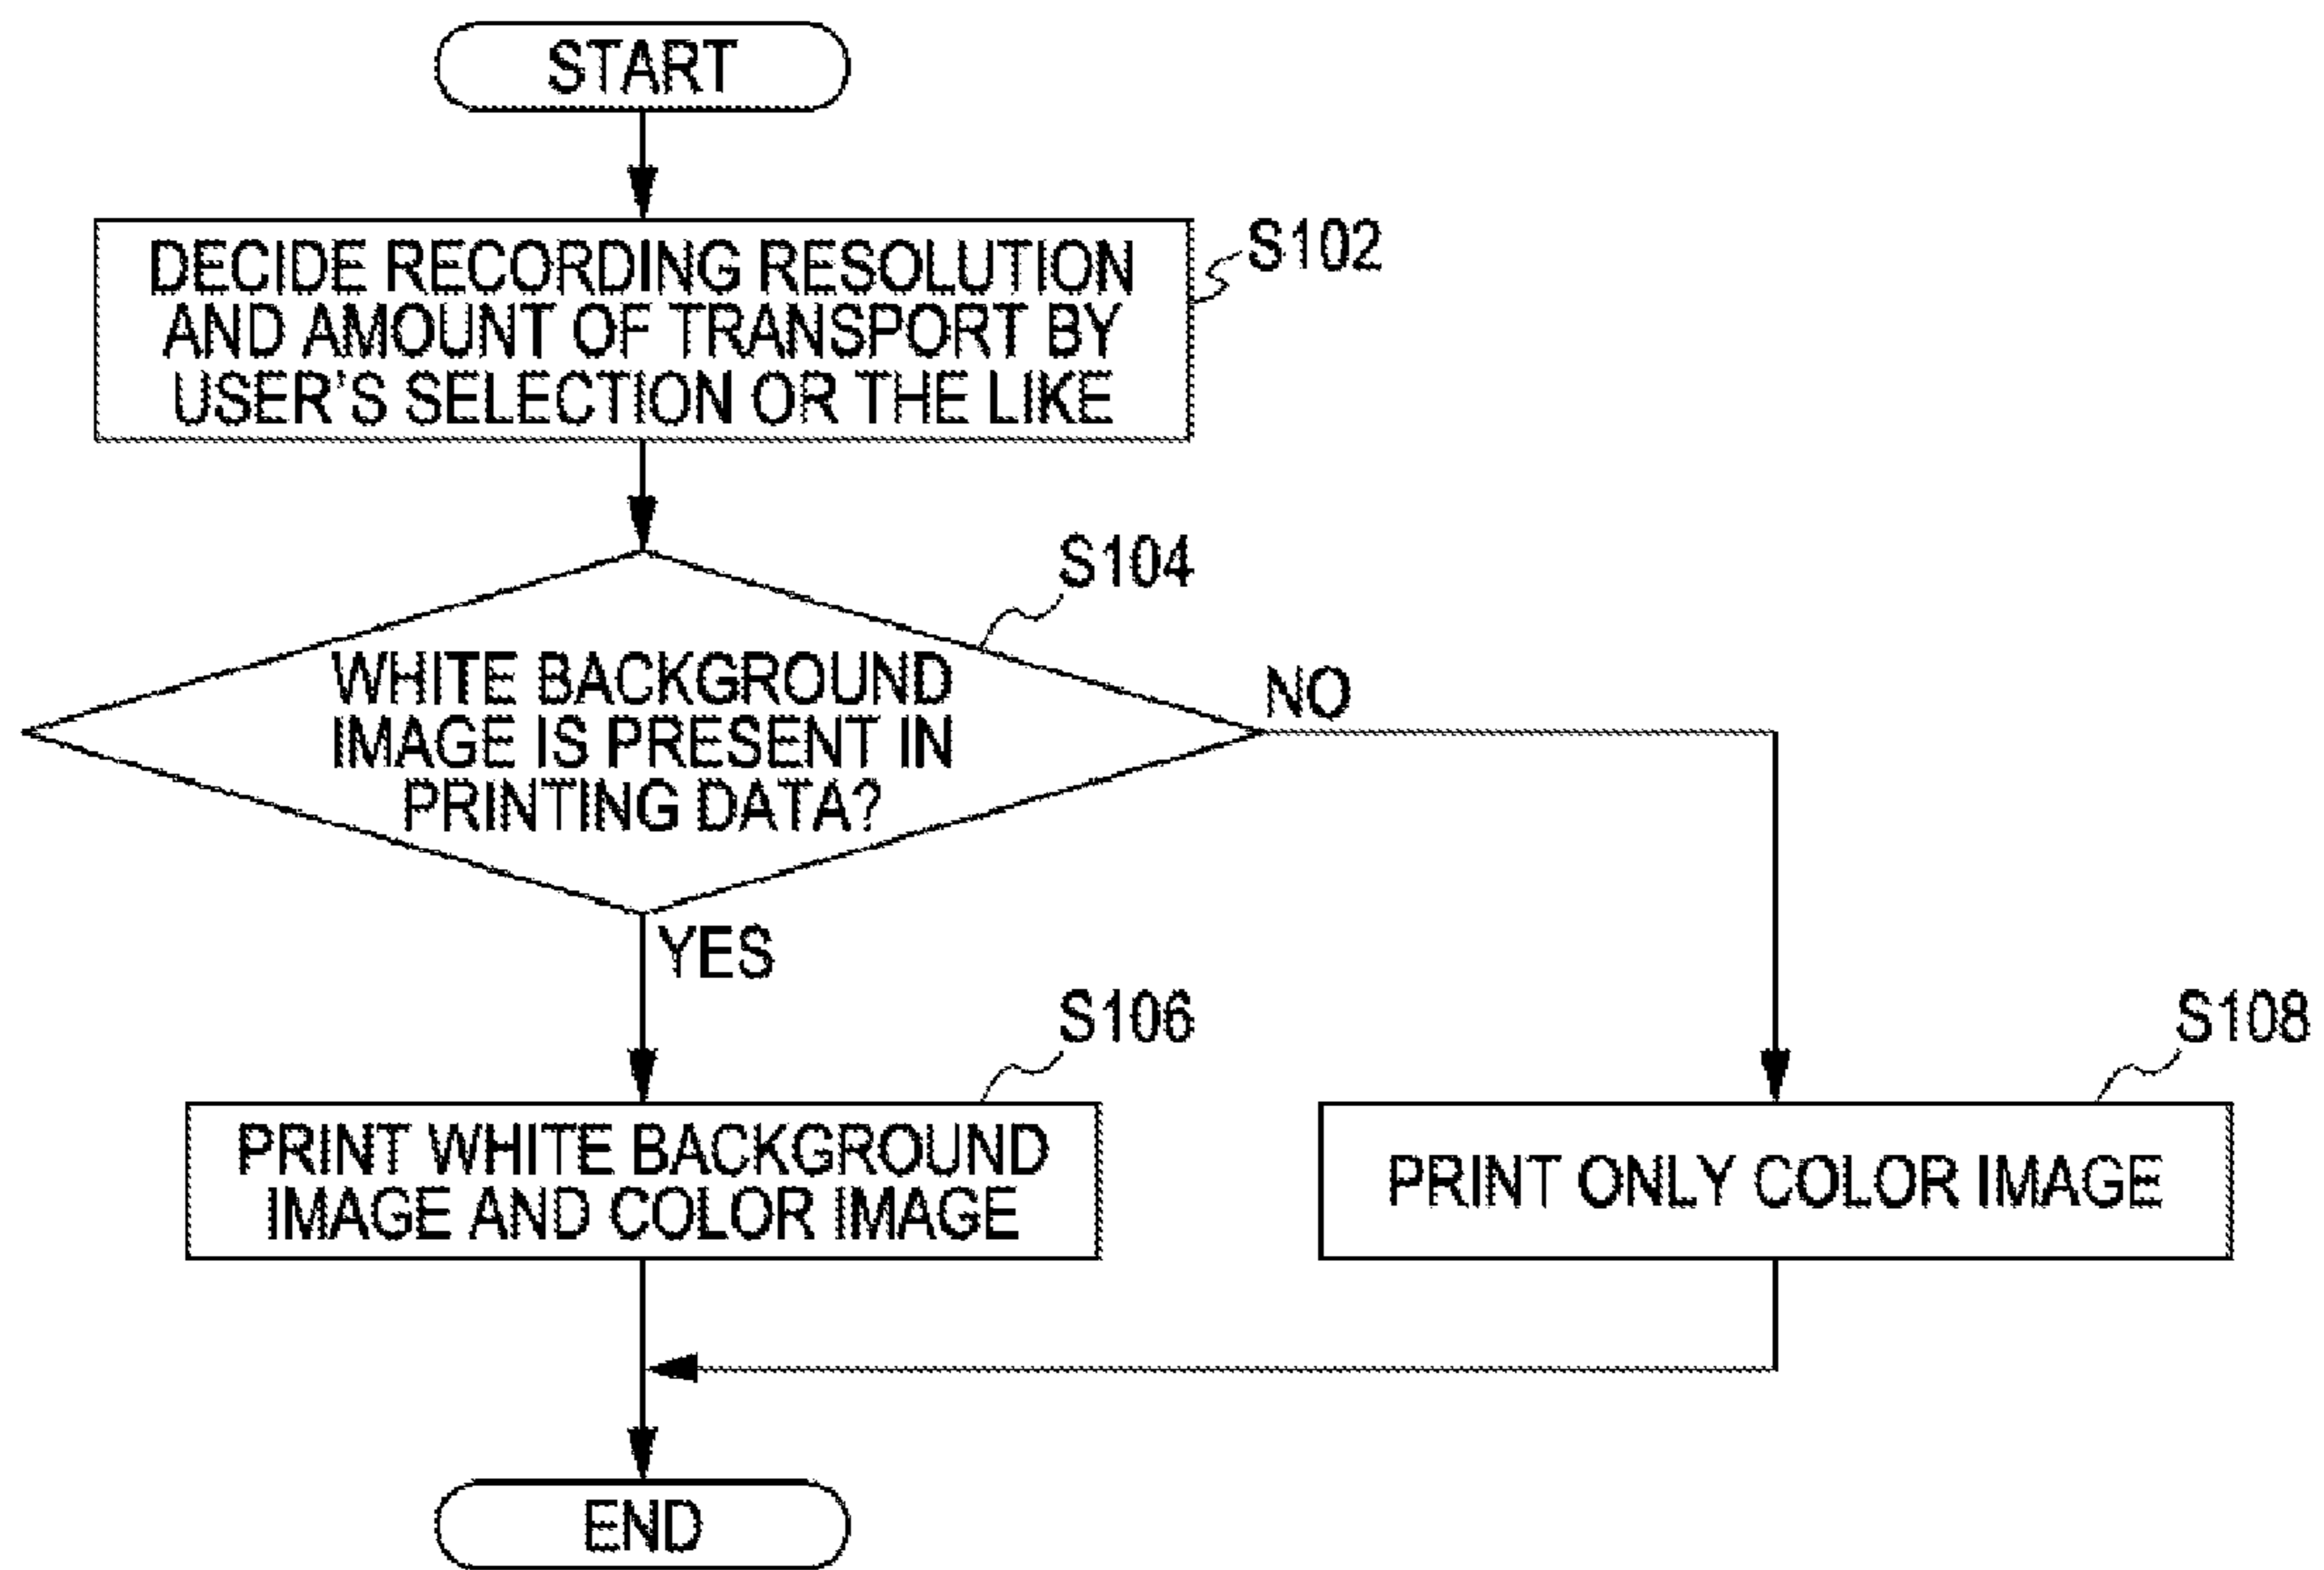 START
DECIDE RECORDING RESOLUTION
AND AMOUNT OF TRANSPORT BY
USER'S SELECTION OR THE LIKE
S102
S104
WHITE BACKGROUND
IMAGE IS PRESENT IN
PRINTING DATA?
NO
YES
S106
PRINT WHITE BACKGROUND
IMAGE AND COLOR IMAGE
S108
PRINT ONLY COLOR IMAGE
END